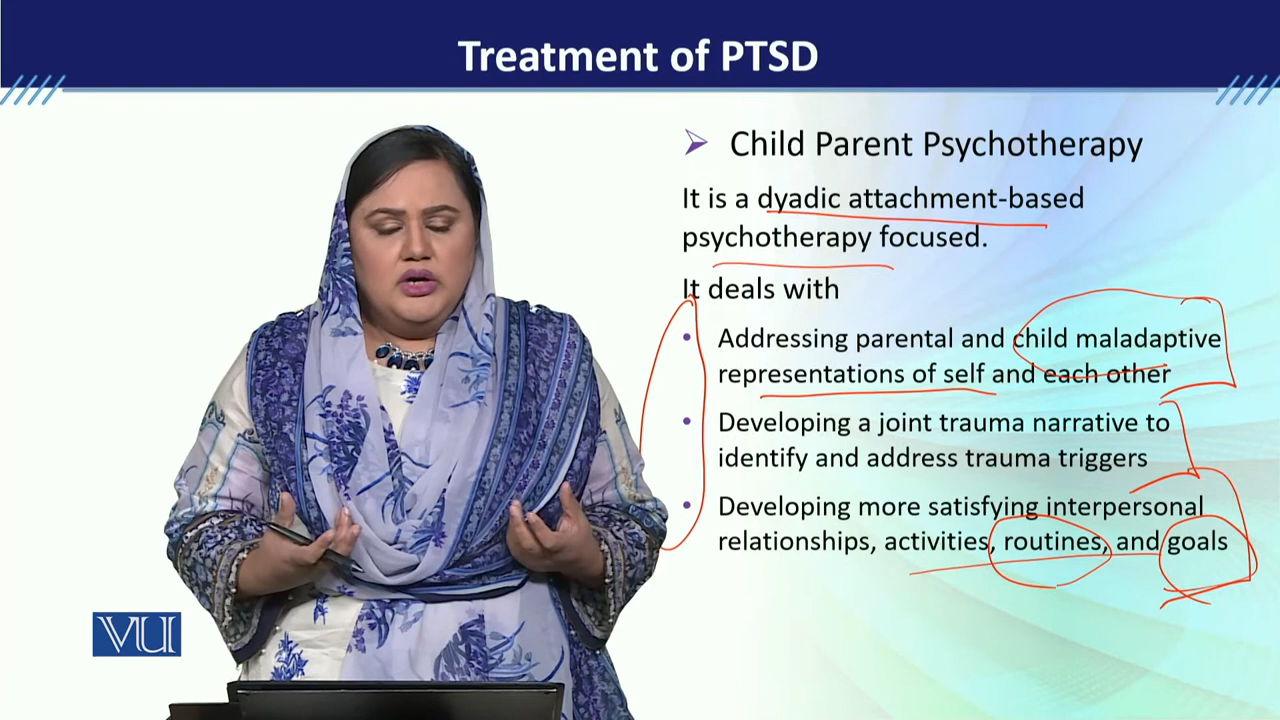 Treatment of PTSD
➢ Child Parent Psychotherapy
It is a dyadic attachment-based
psychotherapy focused.
It deals with
• Addressing parental and child maladaptive
representations of self and each other
• Developing a joint trauma narrative to
identify and address trauma triggers
• Developing more satisfying interpersonal
relationships, activities, routines, and goals
VU